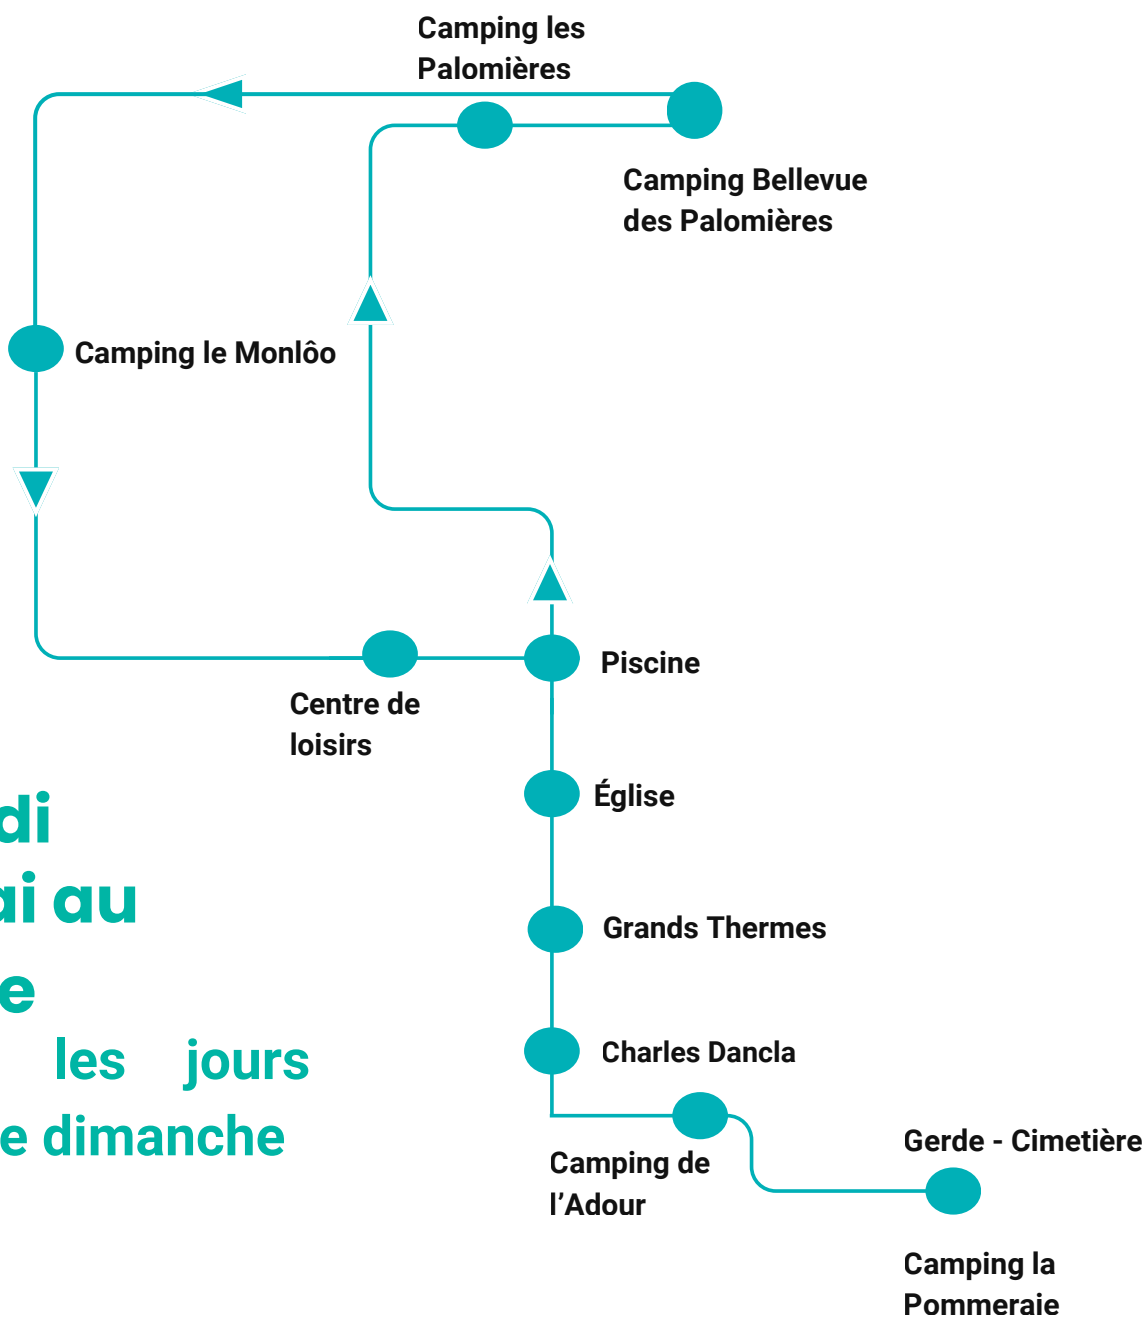 Camping les
Palomières
Camping Bellevue
des Palomières
Camping le Monlôo
Piscine
Centre de
loisirs
Église
di
ai au
e
Grands Thermes
les jours
e dimanche
Charles Dancla
Camping de
l'Adour
Gerde - Cimetière
Camping la
Pommeraie